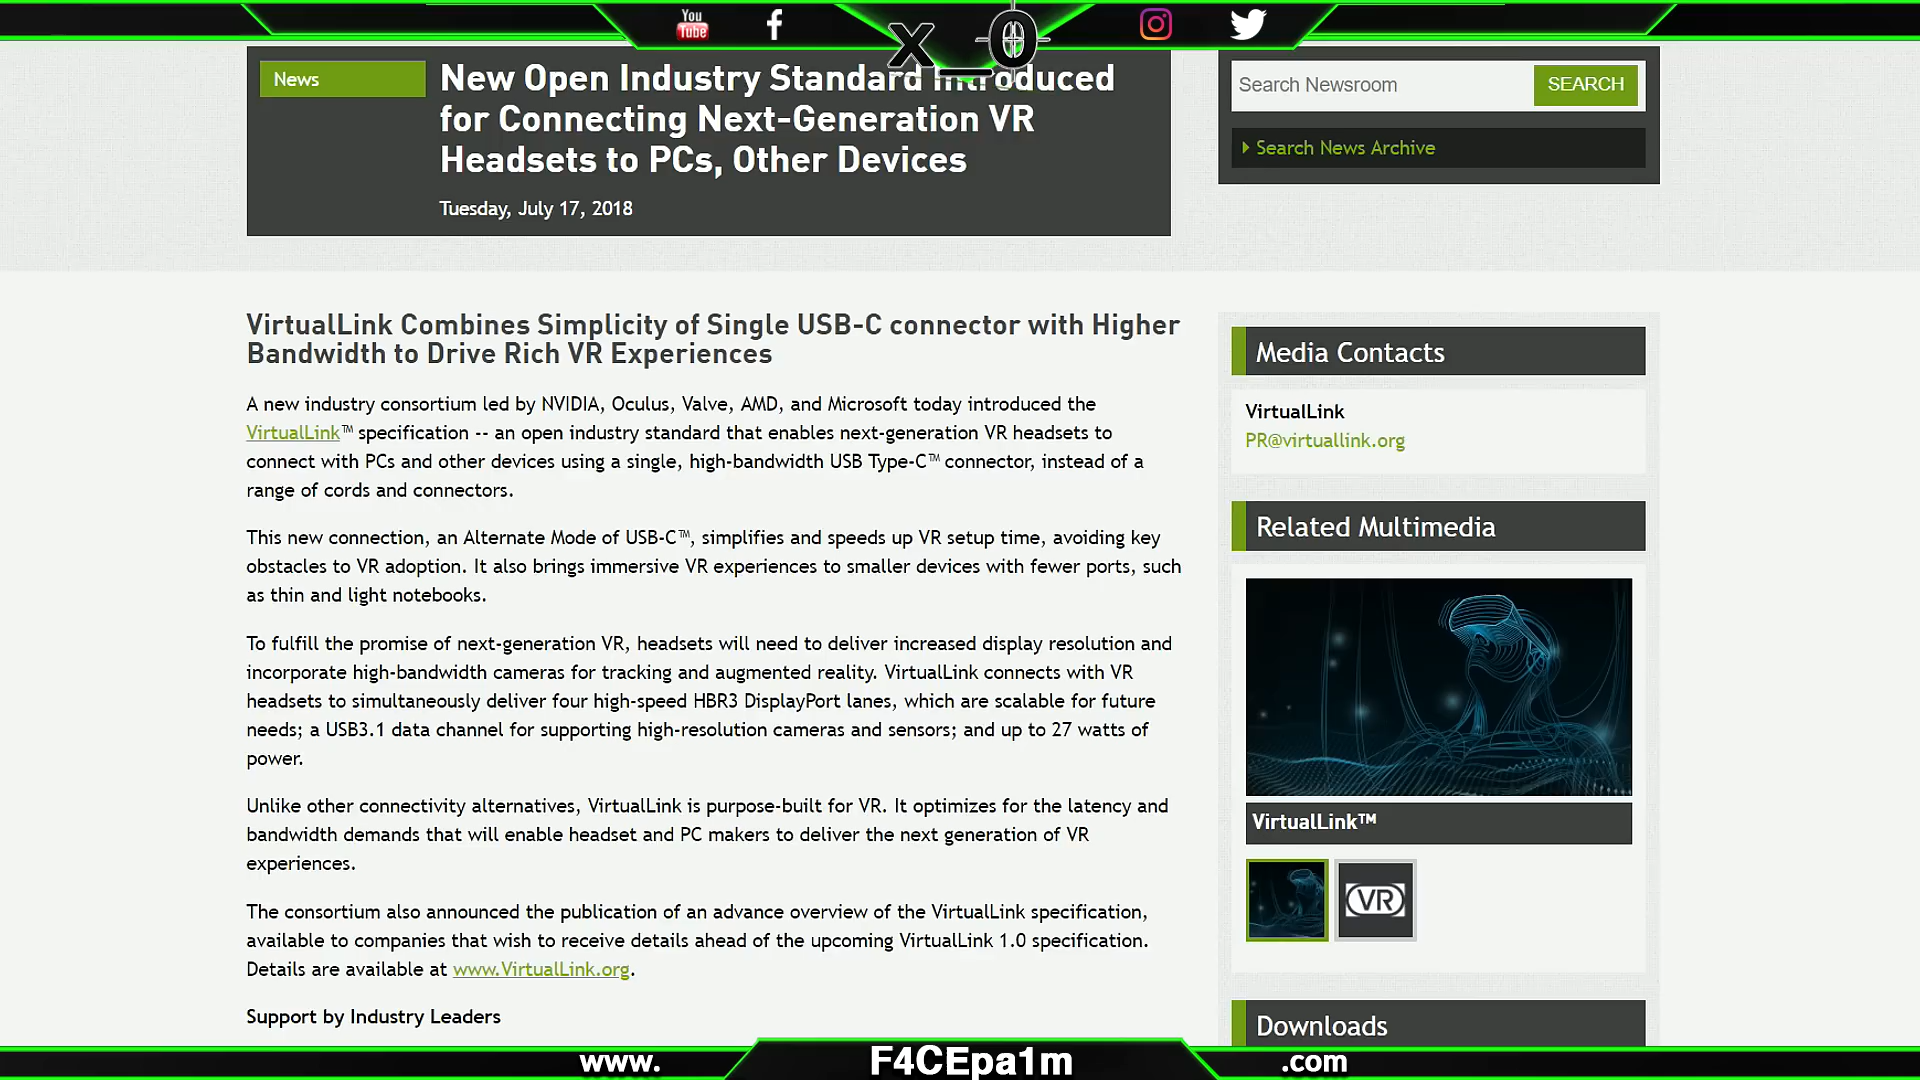 You
Tube
X_0
News
New Open Industry Standard Introduced
for Connecting Next-Generation VR
Headsets to PCs, Other Devices
Tuesday, July 17, 2018
Search Newsroom
SEARCH
Search News Archive
VirtualLink Combines Simplicity of Single USB-C connector with Higher
Bandwidth to Drive Rich VR Experiences
A new industry consortium led by NVIDIA, Oculus, Valve, AMD, and Microsoft today introduced the
VirtualLink™ specification -- an open industry standard that enables next-generation VR headsets to
connect with PCs and other devices using a single, high-bandwidth USB Type-C™ connector, instead of a
range of cords and connectors.
This new connection, an Alternate Mode of USB-C™, simplifies and speeds up VR setup time, avoiding key
obstacles to VR adoption. It also brings immersive VR experiences to smaller devices with fewer ports, such
as thin and light notebooks.
To fulfill the promise of next-generation VR, headsets will need to deliver increased display resolution and
incorporate high-bandwidth cameras for tracking and augmented reality. VirtualLink connects with VR
headsets to simultaneously deliver four high-speed HBR3 DisplayPort lanes, which are scalable for future
needs; a USB3.1 data channel for supporting high-resolution cameras and sensors; and up to 27 watts of
power.
Unlike other connectivity alternatives, VirtualLink is purpose-built for VR. It optimizes for the latency and
bandwidth demands that will enable headset and PC makers to deliver the next generation of VR
experiences.
The consortium also announced the publication of an advance overview of the VirtualLink specification,
available to companies that wish to receive details ahead of the upcoming VirtualLink 1.0 specification.
Details are available at www.VirtualLink.org.
Support by Industry Leaders
Media Contacts
VirtualLink
PR@virtuallink.org
Related Multimedia
VirtualLink™
VR
Downloads
www. F4CEpa1m .com